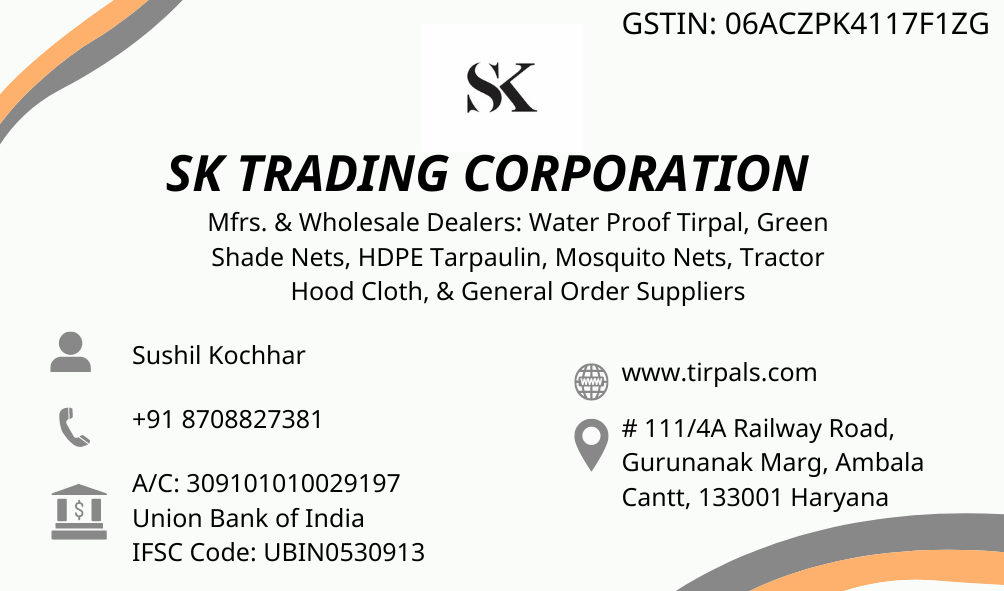 GSTIN: 06ACZPK4117F1ZG
SK
SK TRADING CORPORATION
Mfrs. & Wholesale Dealers: Water Proof Tirpal, Green
Shade Nets, HDPE Tarpaulin, Mosquito Nets, Tractor
Hood Cloth, & General Order Suppliers
Sushil Kochhar
+91 8708827381
A/C: 309101010029197
Union Bank of India
IFSC Code: UBIN0530913
www.tirpals.com
# 111/4A Railway Road,
Gurunanak Marg, Ambala
Cantt, 133001 Haryana